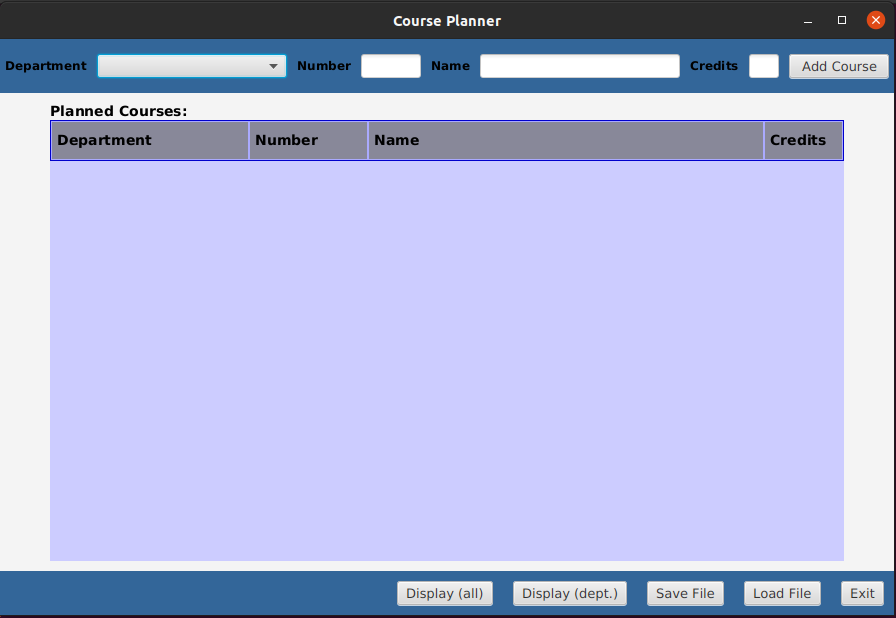 Course Planner
Department Number Name Credits Add Course
Planned Courses:
Department Number Name Credits
Display (all) Display (dept.) Save File Load File Exit